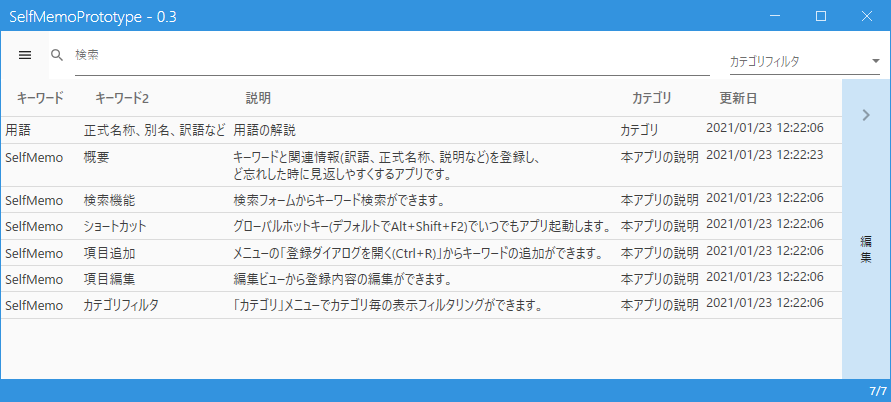 SelfMemoPrototype - 0.3
検索
カテゴリフィルタ
キーワード キーワード2 説明 カテゴリ 更新日
用語 正式名称、別名、訳語など 用語の解説 カテゴリ 2021/01/23 12:22:06
SelfMemo 概要 キーワードと関連情報(訳語、正式名称、説明など)を登録し、 本アプリの説明 2021/01/23 12:22:23
ど忘れした時に見返しやすくするアプリです。
SelfMemo 検索機能 検索フォームからキーワード検索ができます。 本アプリの説明 2021/01/23 12:22:06
SelfMemo ショートカット グローバルホットキー(デフォルトでAlt+Shift+F2)でいつでもアプリ起動します。 本アプリの説明 2021/01/23 12:22:06
SelfMemo 項目追加 メニューの「登録ダイアログを開く(Ctrl+R)」からキーワードの追加ができます。 本アプリの説明 2021/01/23 12:22:06
SelfMemo 項目編集 編集ビューから登録内容の編集ができます。 本アプリの説明 2021/01/23 12:22:06
SelfMemo カテゴリフィルタ 「カテゴリ」メニューでカテゴリ毎の表示フィルタリングができます。 本アプリの説明 2021/01/23 12:22:06
編集
7/7